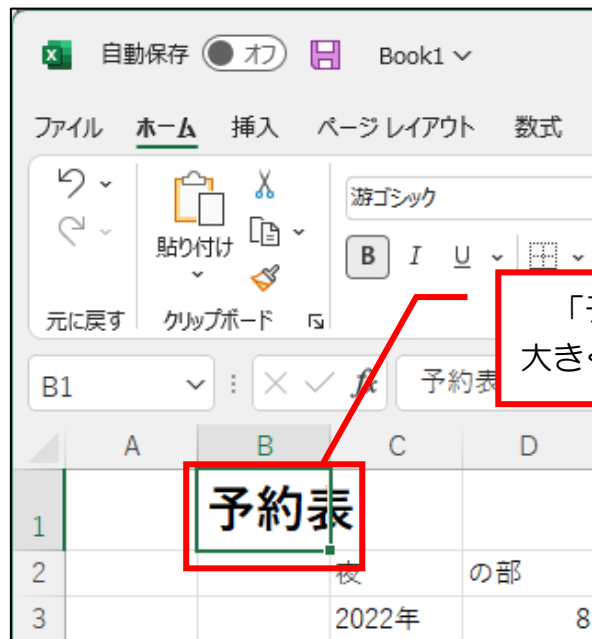 自動保存 オフ Book1
ファイル ホーム 挿入 ページ レイアウト 数式
貼り付け
游ゴシック
B I U
元に戻す クリップボード
「予
大き
B1 fx 予約表
A B C D
1 予約表
2 夜 の部
3 2022年 8